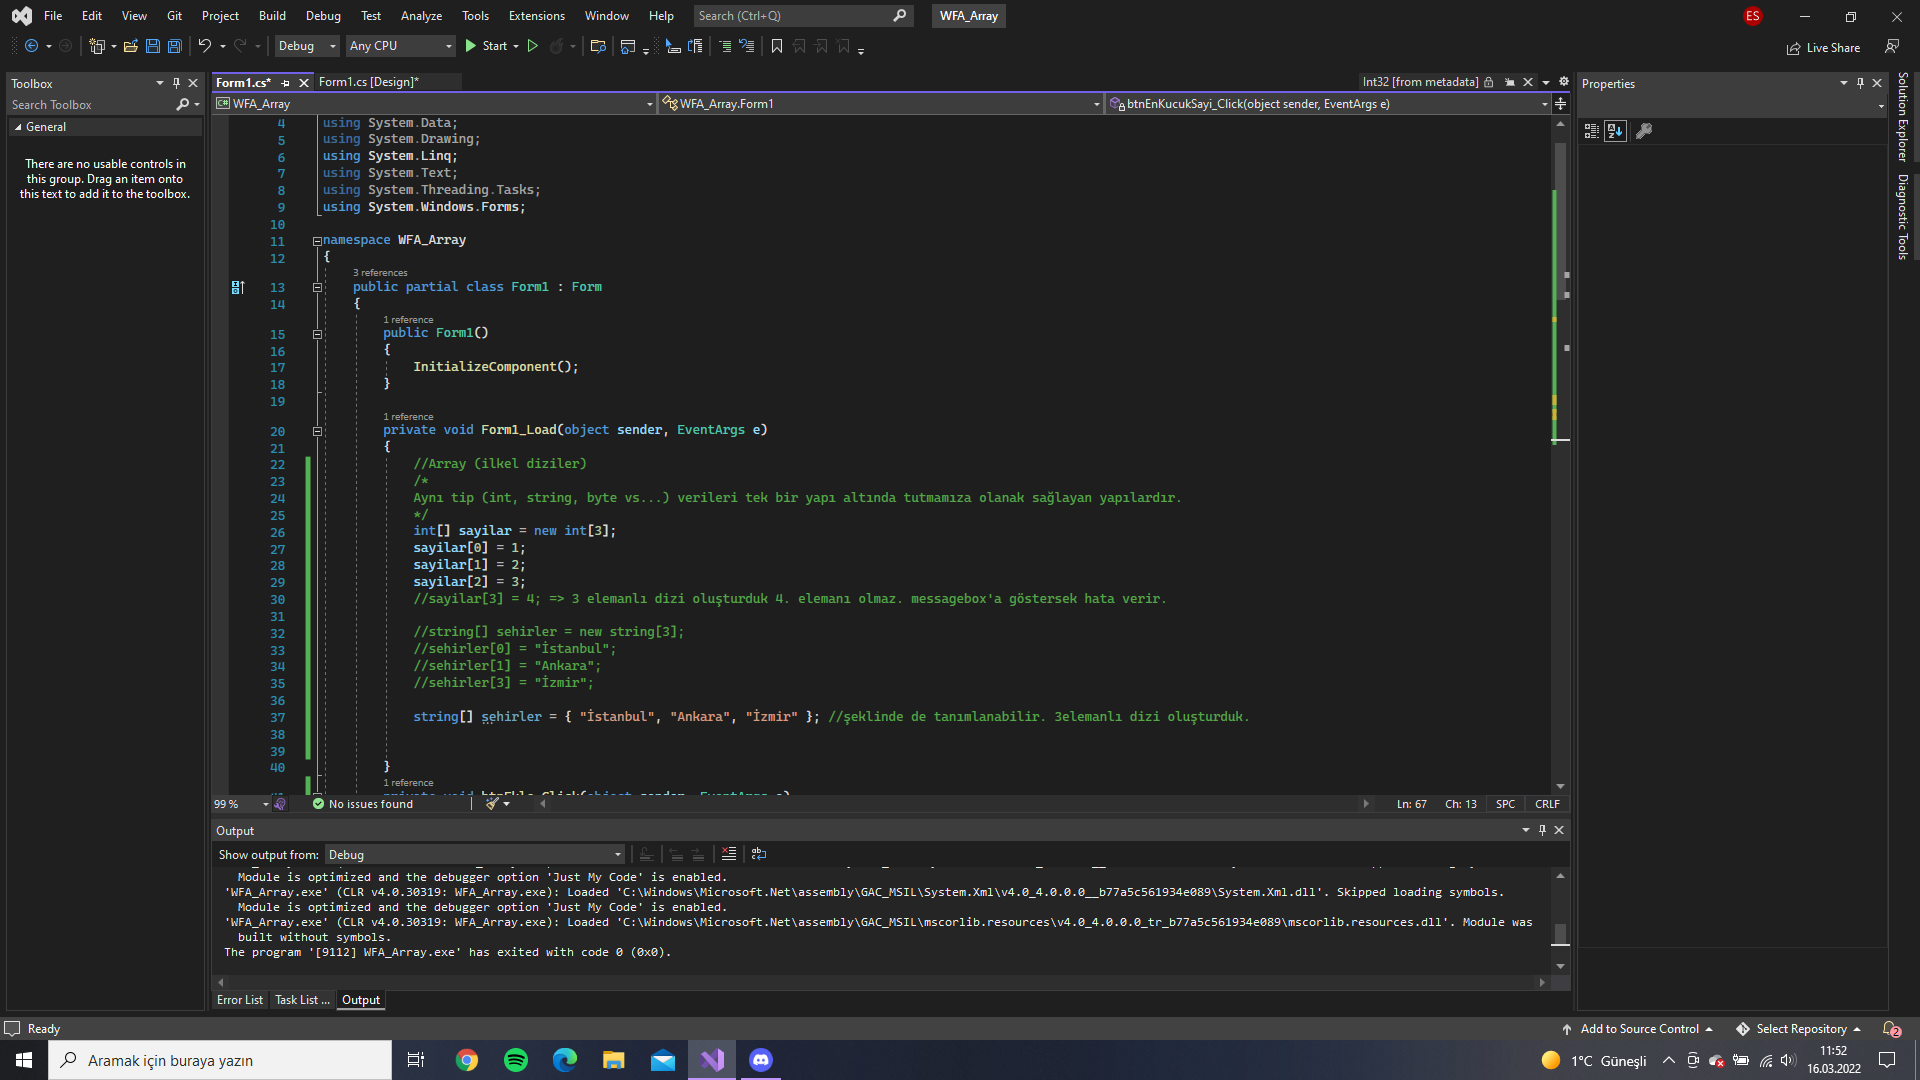 File Edit View Git Project Build Debug Test Analyze Tools Extensions Window Help Search (Ctrl+Q) WFA_Array ES
Debug Any CPU Start Live Share
Toolbox
Search Toolbox
General
There are no usable controls in
this group. Drag an item onto
this text to add it to the toolbox.
Form1.cs* Form1.cs [Design]* Int32 [from metadata]
WFA_Array WFA_Array.Form1 btnEnKucukSayi_Click(object sender, EventArgs e)
4 using System.Data;
5 using System.Drawing;
6 using System.Linq;
7 using System.Text;
8 using System.Threading.Tasks;
9 using System.Windows.Forms;
10
11 namespace WFA_Array
12 {
3 references
13 public partial class Form1 : Form
14 {
1 reference
15 public Form1()
16 {
17 InitializeComponent();
18 }
19
1 reference
20 private void Form1_Load(object sender, EventArgs e)
21 {
22 //Array (ilkel diziler)
23 /*
24 Aynı tip (int, string, byte vs...) verileri tek bir yapı altında tutmamıza olanak sağlayan yapılardır.
25 */
26 int[] sayilar = new int[3];
27 sayilar[0] = 1;
28 sayilar[1] = 2;
29 sayilar[2] = 3;
30 //sayilar[3] = 4; => 3 elemanlı dizi oluşturduk 4. elemanı olmaz. messagebox'a göstersek hata verir.
31
32 //string[] sehirler = new string[3];
33 //sehirler[0] = "İstanbul";
34 //sehirler[1] = "Ankara";
35 //sehirler[3] = "İzmir";
36
37 string[] sehirler = { "İstanbul", "Ankara", "İzmir" }; //şeklinde de tanımlanabilir. 3elemanlı dizi oluşturduk.
38
39
40 }
1 reference
private void btnEkle_Click(object sender, EventArgs e)
99 % No issues found Ln: 67 Ch: 13 SPC CRLF
Output
Show output from: Debug
Module is optimized and the debugger option 'Just My Code' is enabled.
'WFA_Array.exe' (CLR v4.0.30319: WFA_Array.exe): Loaded 'C:\Windows\Microsoft.Net\assembly\GAC_MSIL\System.Xml\v4.0_4.0.0.0__b77a5c561934e089\System.Xml.dll'. Skipped loading symbols.
Module is optimized and the debugger option 'Just My Code' is enabled.
'WFA_Array.exe' (CLR v4.0.30319: WFA_Array.exe): Loaded 'C:\Windows\Microsoft.Net\assembly\GAC_MSIL\mscorlib.resources\v4.0_4.0.0.0_tr_b77a5c561934e089\mscorlib.resources.dll'. Module was
built without symbols.
The program '[9112] WFA_Array.exe' has exited with code 0 (0x0).
Error List Task List ... Output
Properties
Solution Explorer
Diagnostic Tools
Ready Add to Source Control Select Repository 2
Aramak için buraya yazın 1°C Güneşli 11:52
16.03.2022